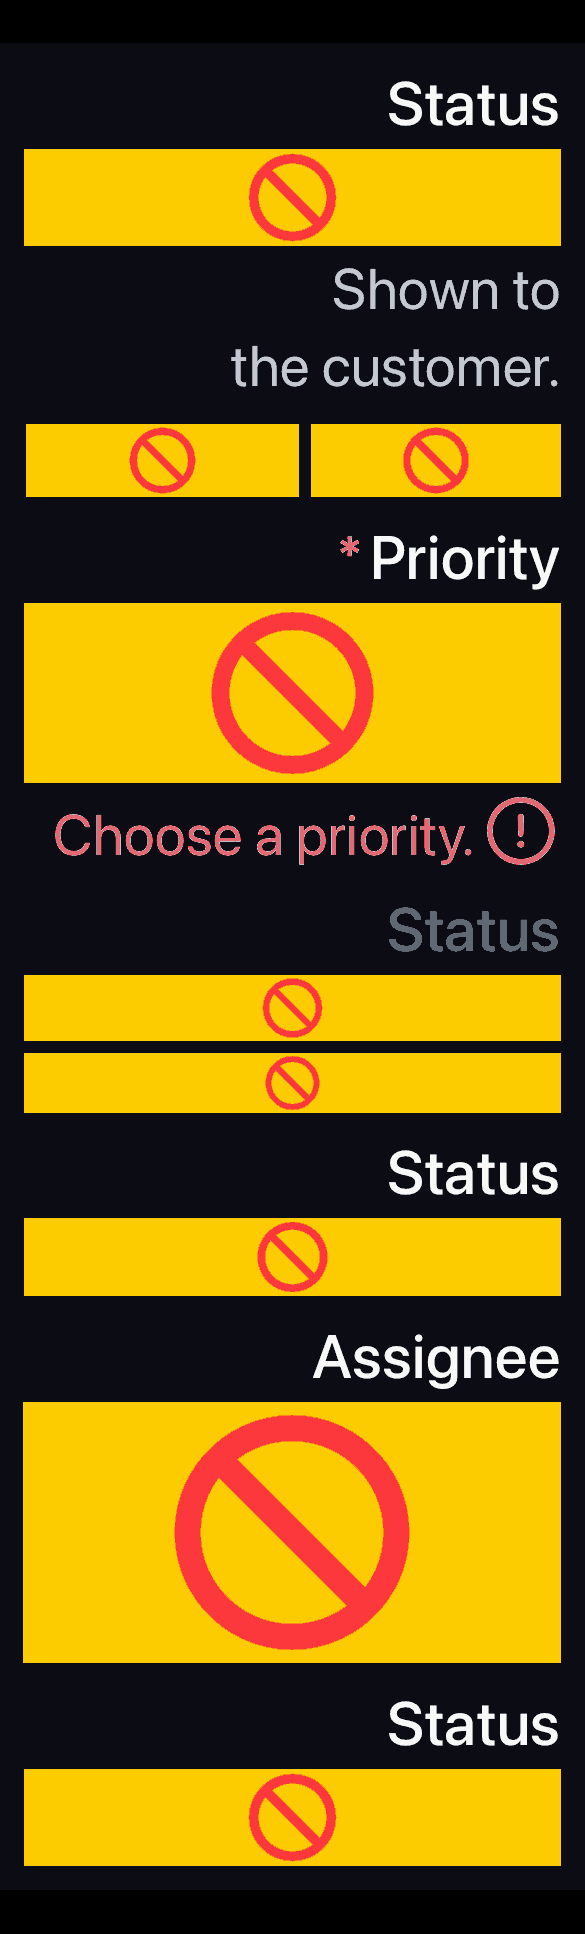 Status
Shown to
the customer.
* Priority
Choose a priority.
Status
Status
Assignee
Status